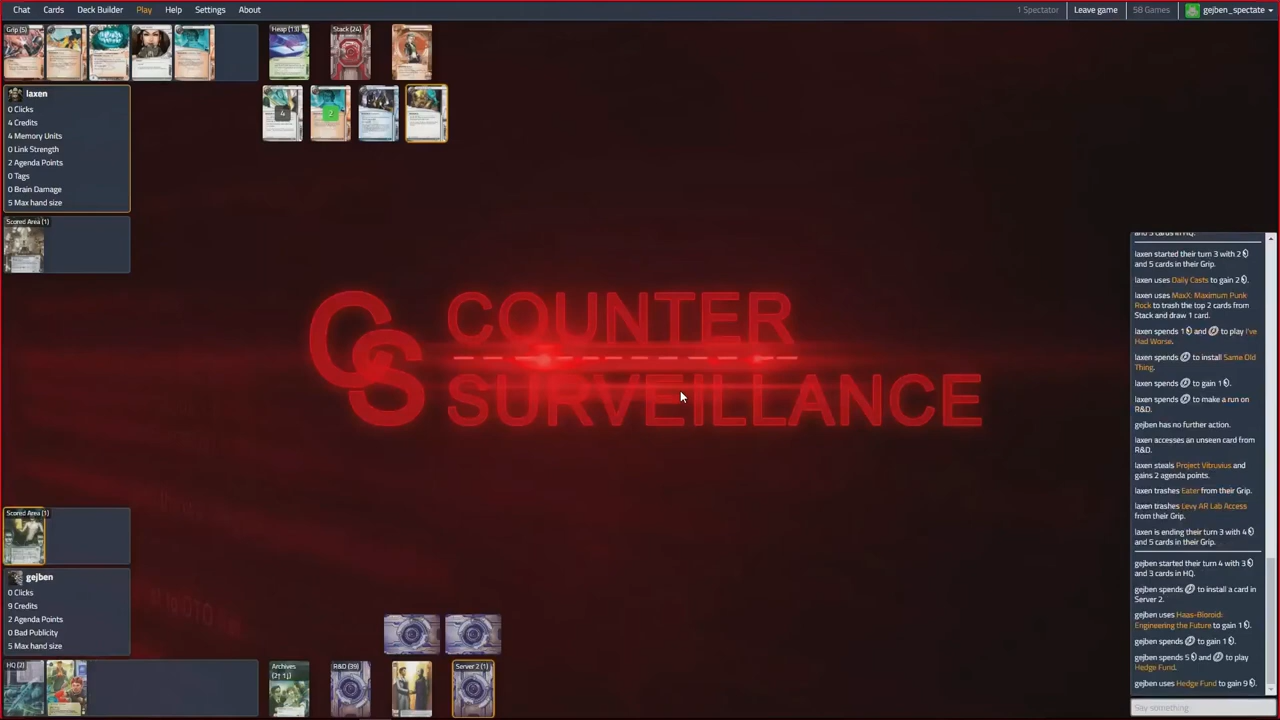 Chat Cards Deck Builder Play Help Settings About
1 Spectator Leave game 58 Games gejben_spectate
Grip (5)
Heap (13)
Stack (24)
laxen
0 Clicks
4 Credits
4 Memory Units
0 Link Strength
2 Agenda Points
0 Tags
0 Brain Damage
5 Max hand size
4
2
Scored Area (1)
COUNTER
SURVEILLANCE
CS
Scored Area (1)
gejben
0 Clicks
9 Credits
2 Agenda Points
0 Bad Publicity
5 Max hand size
HQ (2)
Archives
(2↑ 1↓)
R&D (39)
Server 2 (1)
and 3 cards in HQ.
laxen started their turn 3 with 2
and 5 cards in their Grip.
laxen uses Daily Casts to gain 2.
laxen uses MaxX: Maximum Punk
Rock to trash the top 2 cards from
Stack and draw 1 card.
laxen spends 1 and to play I've
Had Worse.
laxen spends to install Same Old
Thing.
laxen spends to gain 1.
laxen spends to make a run on
R&D.
gejben has no further action.
laxen accesses an unseen card from
R&D.
laxen steals Project Vitruvius and
gains 2 agenda points.
laxen trashes Eater from their Grip.
laxen trashes Levy AR Lab Access
from their Grip.
laxen is ending their turn 3 with 4
and 5 cards in their Grip.
gejben started their turn 4 with 3
and 3 cards in HQ.
gejben spends to install a card in
Server 2.
gejben uses Haas-Bioroid:
Engineering the Future to gain 1.
gejben spends to gain 1.
gejben spends 5 and to play
Hedge Fund.
gejben uses Hedge Fund to gain 9.
Say something